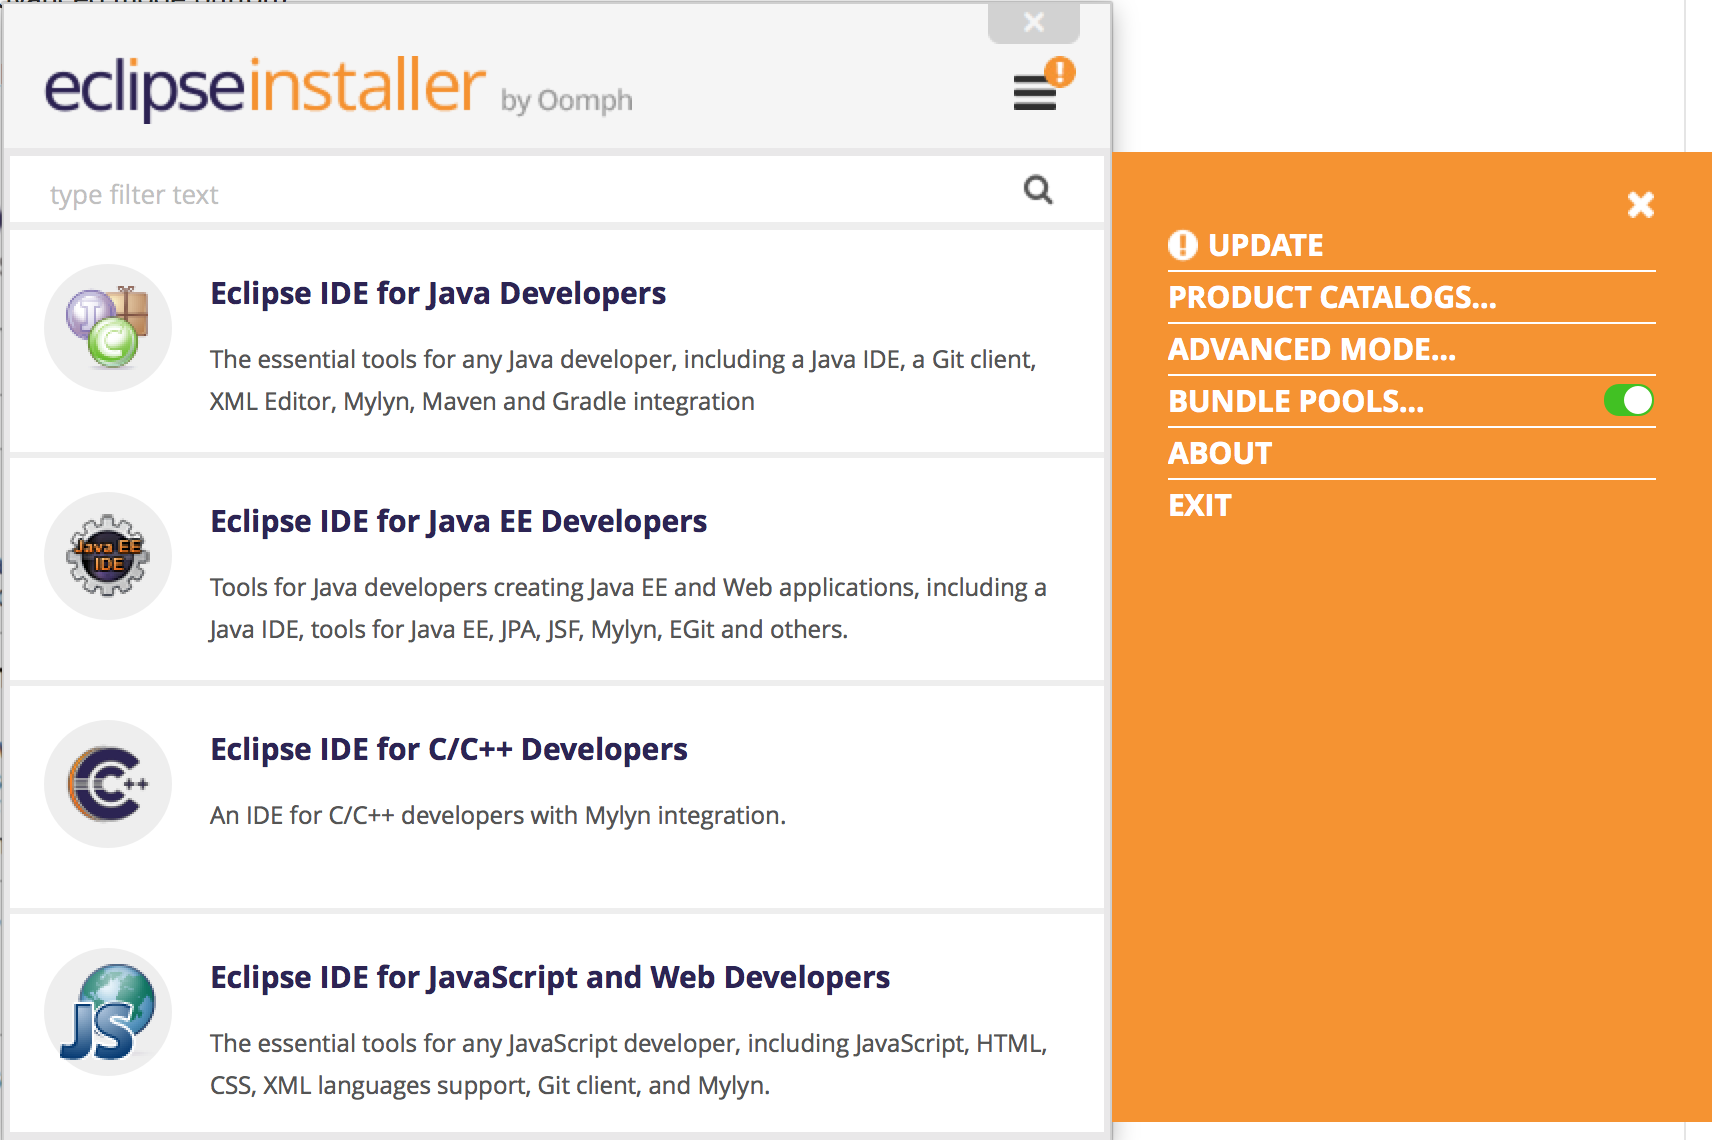 eclipseinstaller by Oomph
type filter text
Eclipse IDE for Java Developers
The essential tools for any Java developer, including a Java IDE, a Git client,
XML Editor, Mylyn, Maven and Gradle integration
Java EE
IDE
Eclipse IDE for Java EE Developers
Tools for Java developers creating Java EE and Web applications, including a
Java IDE, tools for Java EE, JPA, JSF, Mylyn, EGit and others.
C++
Eclipse IDE for C/C++ Developers
An IDE for C/C++ developers with Mylyn integration.
JS
Eclipse IDE for JavaScript and Web Developers
The essential tools for any JavaScript developer, including JavaScript, HTML,
CSS, XML languages support, Git client, and Mylyn.
UPDATE
PRODUCT CATALOGS...
ADVANCED MODE...
BUNDLE POOLS...
ABOUT
EXIT